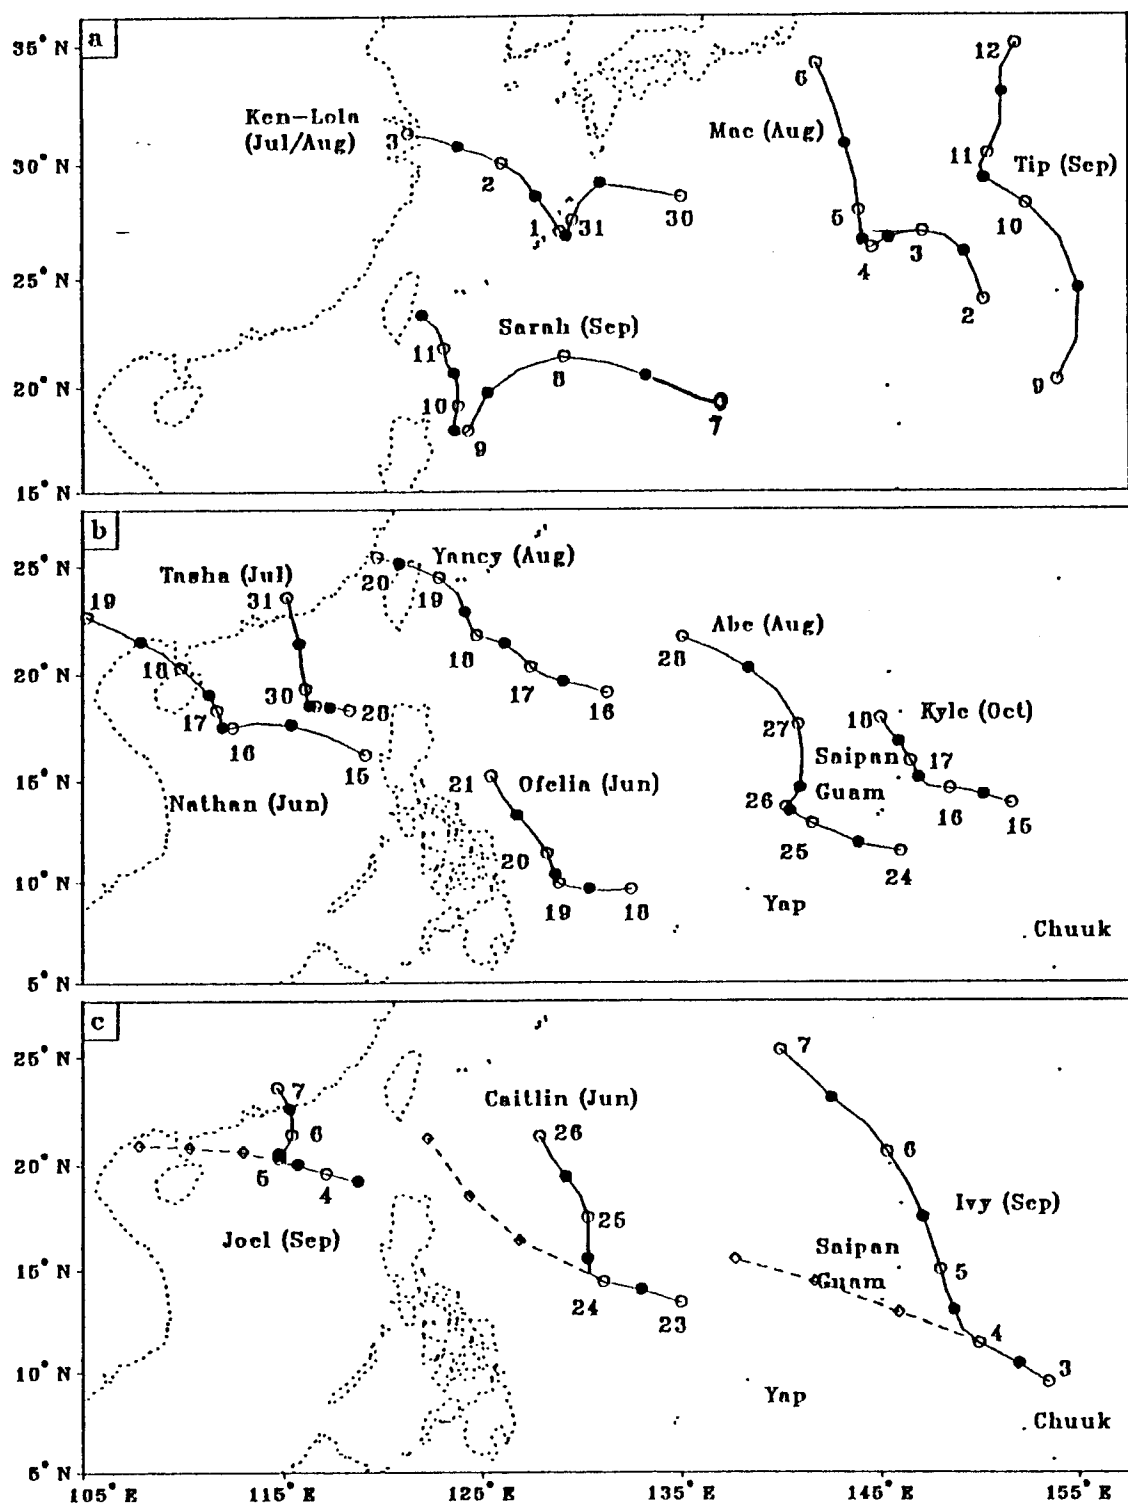 a
35° N
30° N
25° N
20° N
15° N
Ken-Lola
(Jul/Aug)
3
2
1
31
30
Mac (Aug)
6
5
4
3
2
12
11
Tip (Sep)
10
9
Sarah (Sep)
11
10
9
8
7
b
25° N
20° N
15° N
10° N
5° N
Tasha (Jul)
31
30
28
19
18
17
16
15
Nathan (Jun)
Yancy (Aug)
20
19
18
17
16
21
Ofelia (Jun)
20
19
18
Abe (Aug)
28
27
26
25
24
Kyle (Oct)
18
17
16
15
Saipan
Guam
Yap
Chuuk
c
25° N
20° N
15° N
10° N
5° N
7
6
5
4
Joel (Sep)
Caitlin (Jun)
26
25
24
23
7
6
Ivy (Sep)
5
4
3
Saipan
Guam
Yap
Chuuk
105° E
115° E
125° E
135° E
145° E
155° E